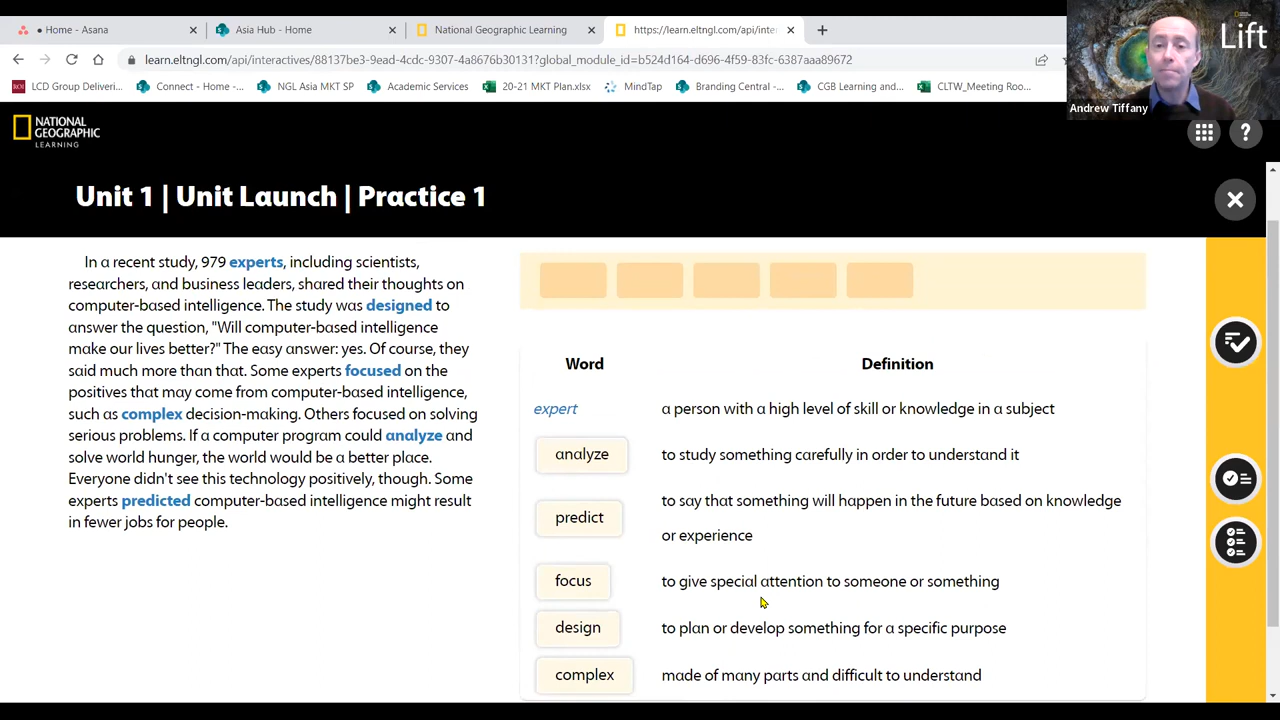 Home - Asana
Asia Hub - Home
National Geographic Learning
https://learn.eltngl.com/api/inter
Lift
learn.eltngl.com/api/interactives/88137be3-9ead-4cdc-9307-4a8676b3015
global_module_id=b524d164-d696-4f59-83fc-6387aaa89672
ROI
LCD Group Deliveri...
Connect - Home -...
NGL Asia MKT SP
Academic Services
20-21 MKT Plan.xlsx
MindTap
Branding Central -...
CGB Learning and...
CLTW_Meeting Roo...
Andrew Tiffany
NATIONAL
GEOGRAPHIC
LEARNING
?
Unit 1 | Unit Launch | Practice 1
In a recent study, 979 experts, including scientists,
researchers, and business leaders, shared their thoughts on
computer-based intelligence. The study was designed to
answer the question, "Will computer-based intelligence
make our lives better?" The easy answer: yes. Of course, they
said much more than that. Some experts focused on the
positives that may come from computer-based intelligence,
such as complex decision-making. Others focused on solving
serious problems. If a computer program could analyze and
solve world hunger, the world would be a better place.
Everyone didn't see this technology positively, though. Some
experts predicted computer-based intelligence might result
in fewer jobs for people.
Word Definition
expert a person with a high level of skill or knowledge in a subject
analyze to study something carefully in order to understand it
predict to say that something will happen in the future based on knowledge
or experience
focus to give special attention to someone or something
design to plan or develop something for a specific purpose
complex made of many parts and difficult to understand